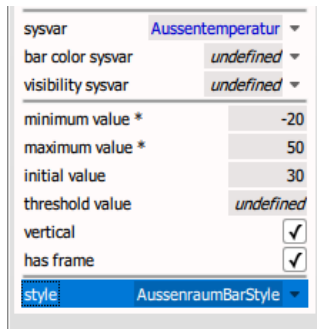 sysvar Aussentemperatur
bar color sysvar undefined
visibility sysvar undefined
minimum value * -20
maximum value * 50
initial value 30
threshold value undefined
vertical
has frame
style AussenraumBarStyle